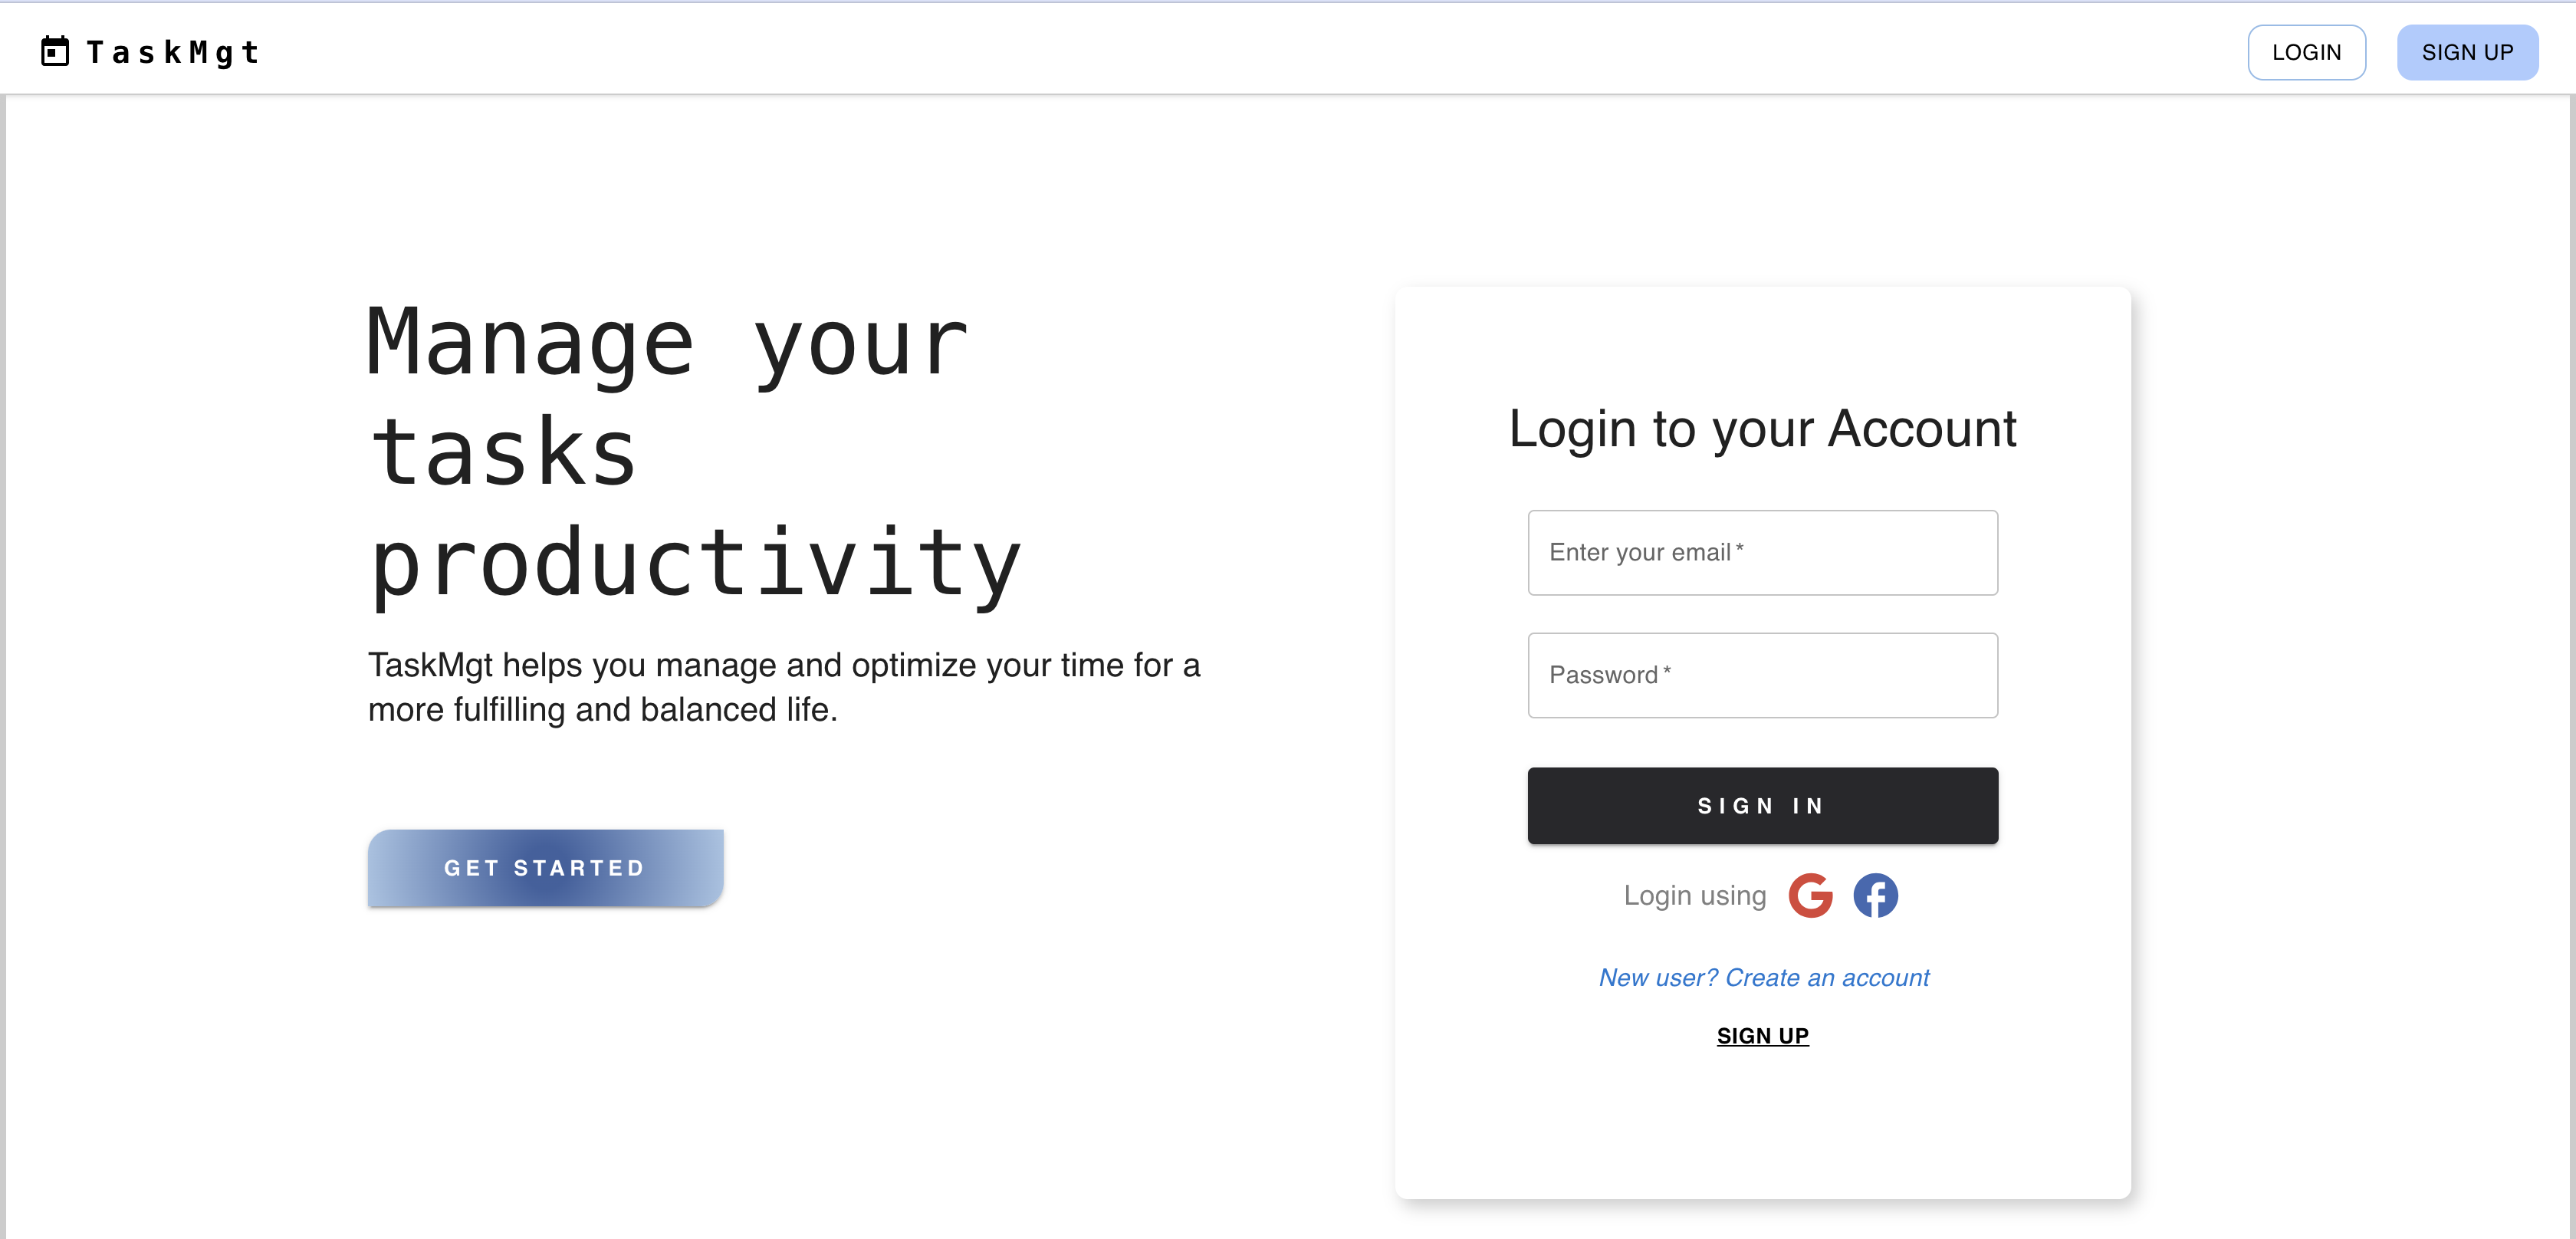 TaskMgt
LOGIN
SIGN UP
Manage your
tasks
productivity
TaskMgt helps you manage and optimize your time for a
more fulfilling and balanced life.
GET STARTED
Login to your Account
Enter your email *
Password *
SIGN IN
Login using
New user? Create an account
SIGN UP